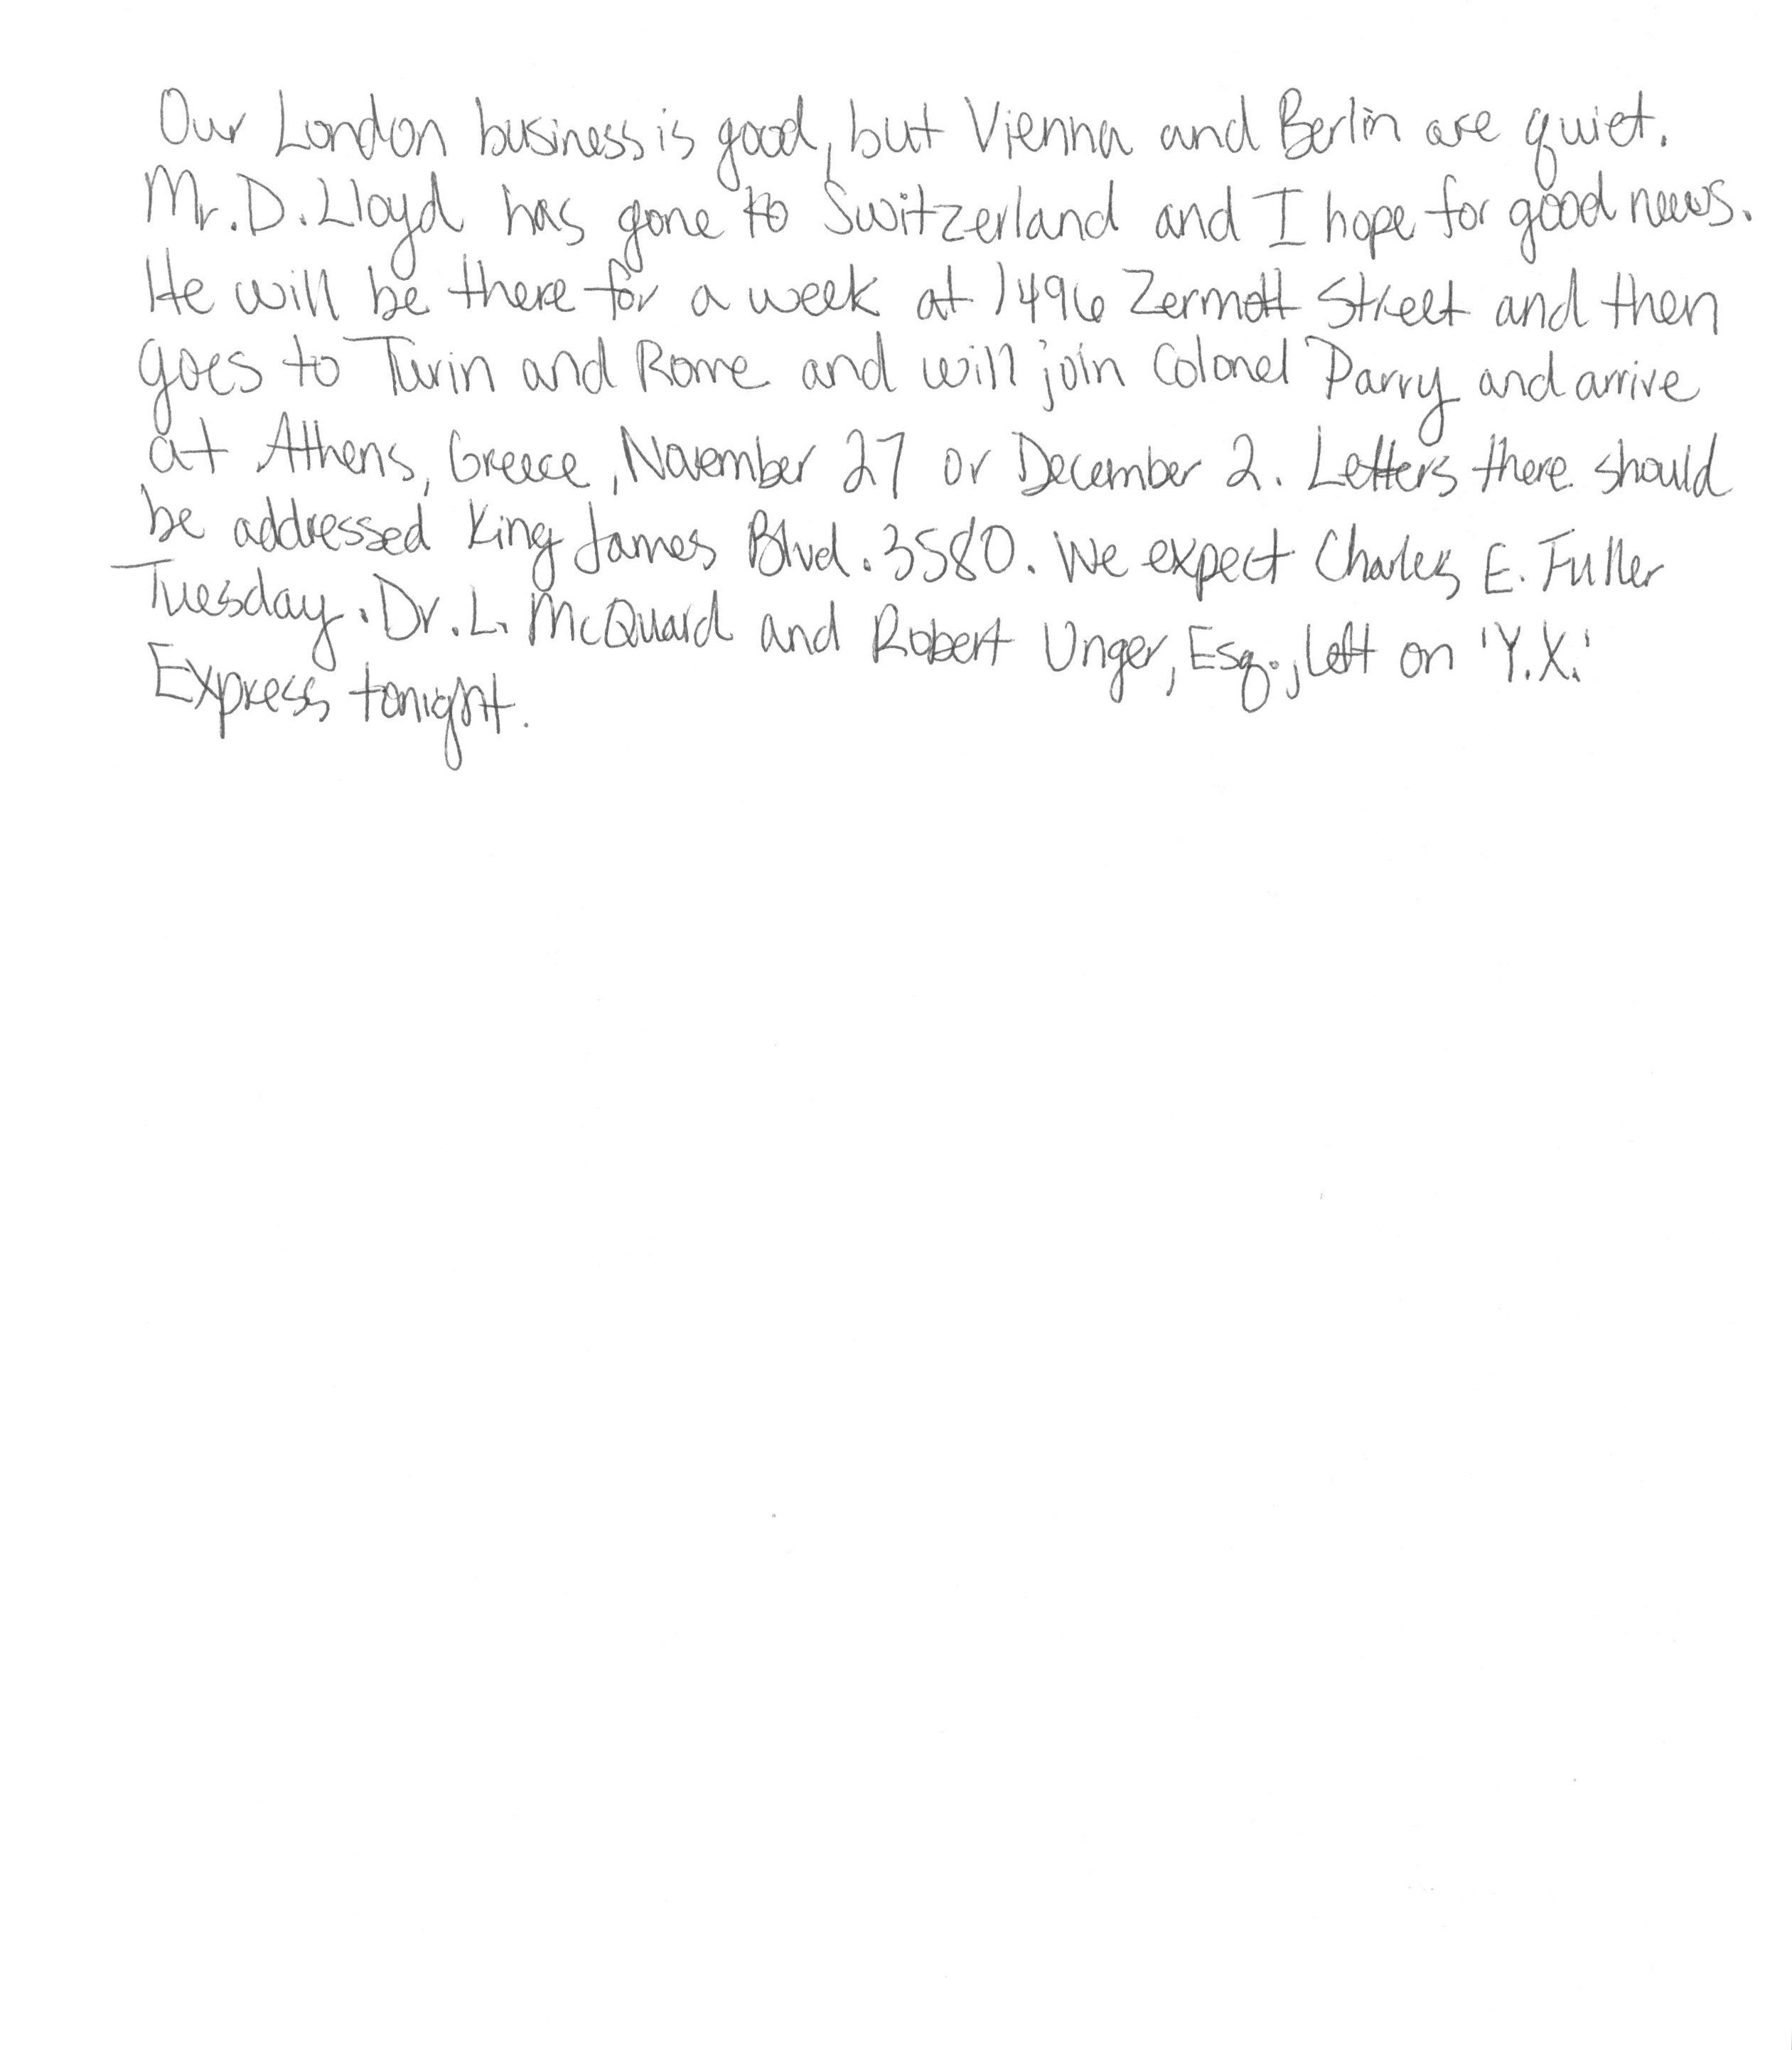 Our London business is good, but Vienna and Berlin are quiet.
Mr. D. Lloyd has gone to Switzerland and I hope for good news.
He will be there for a week at 1496 Zermott Street and then
goes to Turin and Rome and will join Colonel Parry and arrive
at Athens, Greece, November 27 or December 2. Letters there should
be addressed King James Blvd. 3580. We expect Charles E. Fuller
Tuesday. Dr. L. McQuaid and Robert Unger, Esq., left on 'Y.X.'
Express tonight.